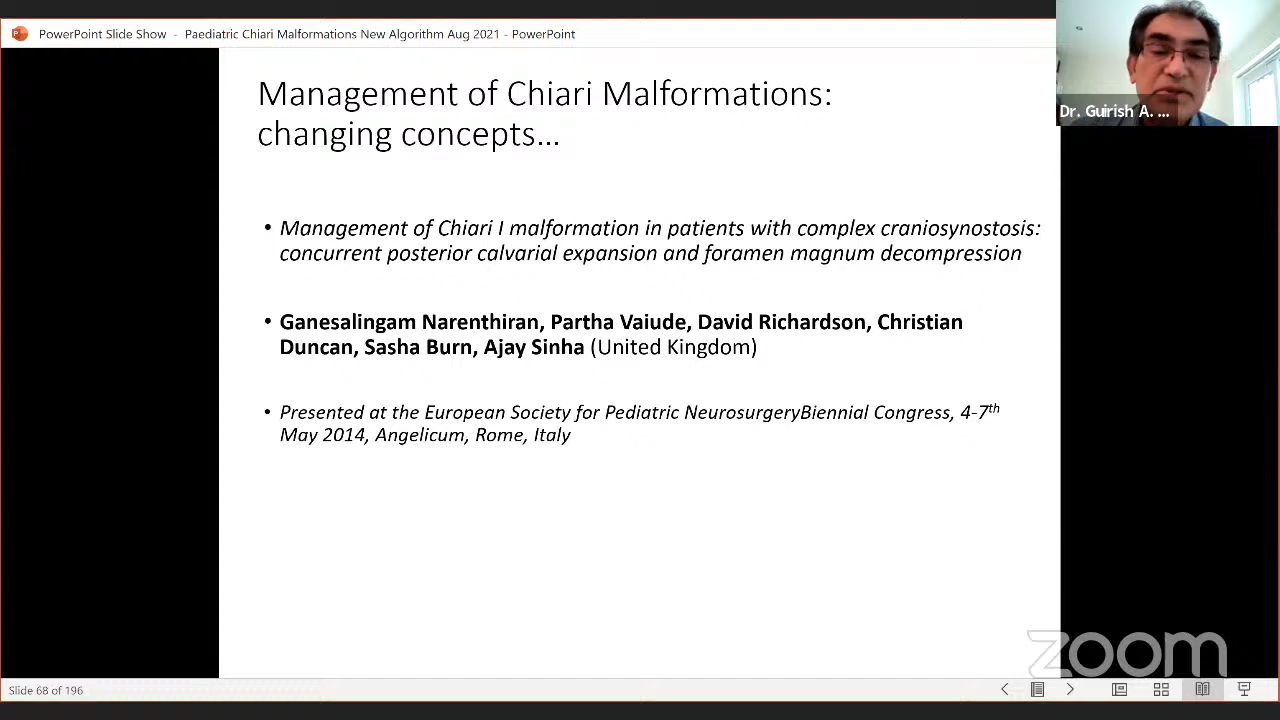 PowerPoint Slide Show - Paediatric Chiari Malformations New Algorithm Aug 2021 - PowerPoint
Dr. Guirish A. ...
Management of Chiari Malformations:
changing concepts...
• Management of Chiari I malformation in patients with complex craniosynostosis:
concurrent posterior calvarial expansion and foramen magnum decompression
• Ganesalingam Narenthiran, Partha Vaiude, David Richardson, Christian
Duncan, Sasha Burn, Ajay Sinha (United Kingdom)
• Presented at the European Society for Pediatric NeurosurgeryBiennial Congress, 4-7th
May 2014, Angelicum, Rome, Italy
zoom
Slide 68 of 196